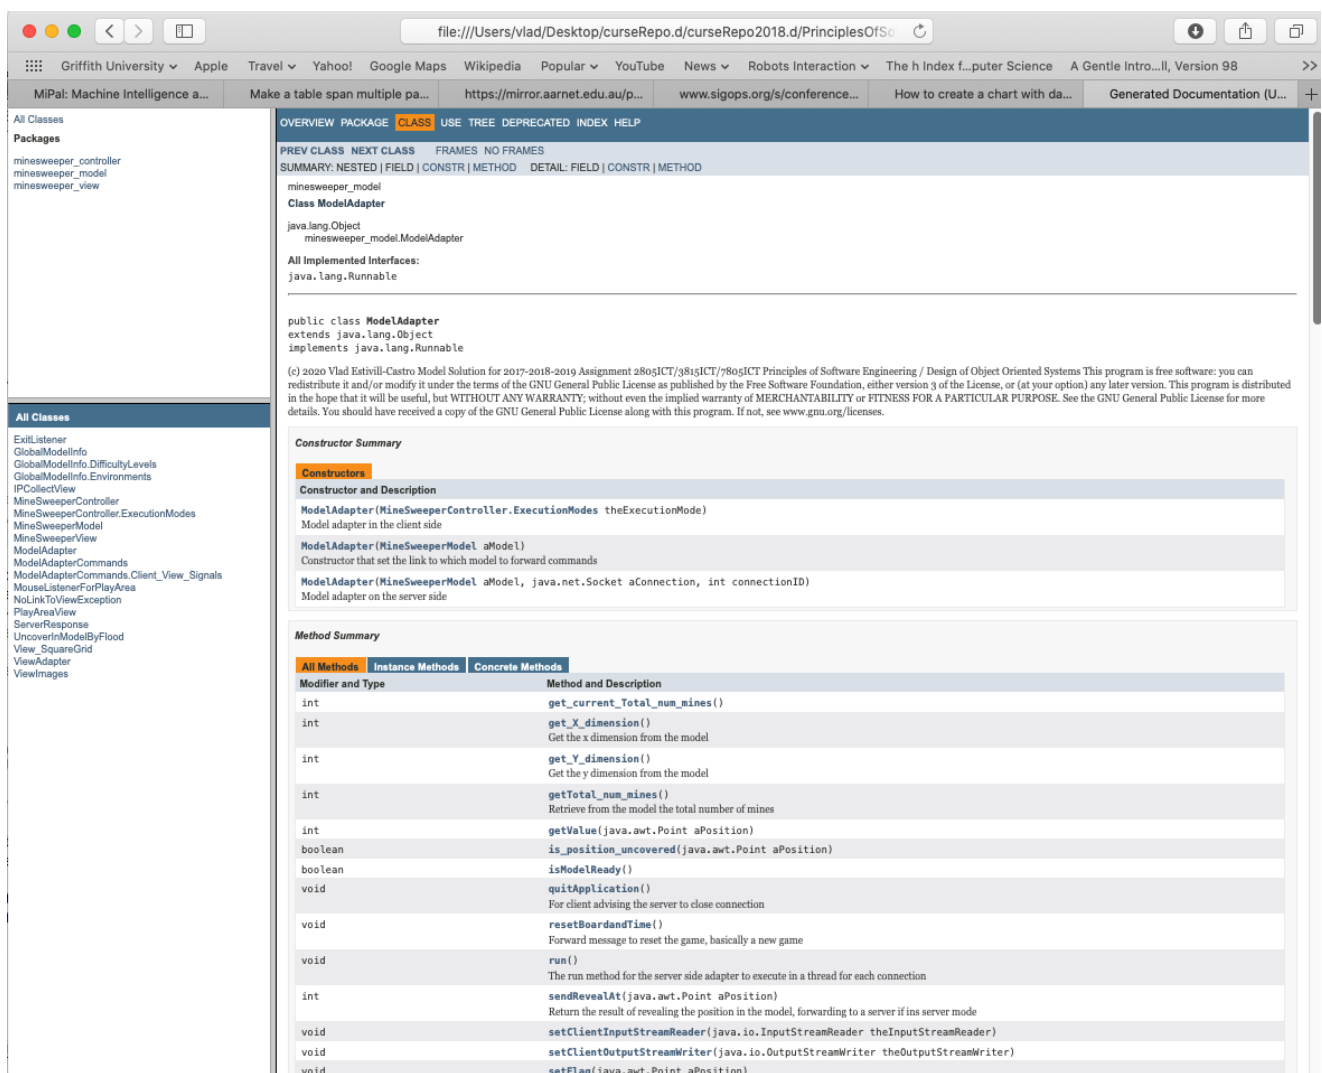 file:///Users/vlad/Desktop/curseRepo.d/curseRepo2018.d/PrinciplesOfSo
Griffith University Apple Travel Yahoo! Google Maps Wikipedia Popular YouTube News Robots Interaction The h Index f...puter Science A Gentle Intro...ll, Version 98 >>
MiPal: Machine Intelligence a... Make a table span multiple pa... https://mirror.aarnet.edu.au/p... www.sigops.org/s/conference... How to create a chart with da... Generated Documentation (U... +
All Classes
Packages
minesweeper_controller
minesweeper_model
minesweeper_view
All Classes
ExitListener
GlobalModelInfo
GlobalModelInfo.DifficultyLevels
GlobalModelInfo.Environments
IPCollectView
MineSweeperController
MineSweeperController.ExecutionModes
MineSweeperModel
MineSweeperView
ModelAdapter
ModelAdapterCommands
ModelAdapterCommands.Client_View_Signals
MouseListenerForPlayArea
NoLinkToViewException
PlayAreaView
ServerResponse
UncoverInModelByFlood
View_SquareGrid
ViewAdapter
ViewImages
OVERVIEW PACKAGE CLASS USE TREE DEPRECATED INDEX HELP
PREV CLASS NEXT CLASS FRAMES NO FRAMES
SUMMARY: NESTED | FIELD | CONSTR | METHOD DETAIL: FIELD | CONSTR | METHOD
minesweeper_model
Class ModelAdapter
java.lang.Object
minesweeper_model.ModelAdapter
All Implemented Interfaces:
java.lang.Runnable
public class ModelAdapter
extends java.lang.Object
implements java.lang.Runnable
(c) 2020 Vlad Estivill-Castro Model Solution for 2017-2018-2019 Assignment 2805ICT/3815ICT/7805ICT Principles of Software Engineering / Design of Object Oriented Systems This program is free software: you can
redistribute it and/or modify it under the terms of the GNU General Public License as published by the Free Software Foundation, either version 3 of the License, or (at your option) any later version. This program is distributed
in the hope that it will be useful, but WITHOUT ANY WARRANTY; without even the implied warranty of MERCHANTABILITY or FITNESS FOR A PARTICULAR PURPOSE. See the GNU General Public License for more
details. You should have received a copy of the GNU General Public License along with this program. If not, see www.gnu.org/licenses.
Constructor Summary
Constructors
Constructor and Description
ModelAdapter(MineSweeperController.ExecutionModes theExecutionMode)
Model adapter in the client side
ModelAdapter(MineSweeperModel aModel)
Constructor that set the link to which model to forward commands
ModelAdapter(MineSweeperModel aModel, java.net.Socket aConnection, int connectionID)
Model adapter on the server side
Method Summary
All Methods Instance Methods Concrete Methods
Modifier and Type Method and Description
int get_current_Total_num_mines()
int get_X_dimension()
Get the x dimension from the model
int get_Y_dimension()
Get the y dimension from the model
int getTotal_num_mines()
Retrieve from the model the total number of mines
int getValue(java.awt.Point aPosition)
boolean is_position_uncovered(java.awt.Point aPosition)
boolean isModelReady()
void quitApplication()
For client advising the server to close connection
void resetBoardandTime()
Forward message to reset the game, basically a new game
void run()
The run method for the server side adapter to execute in a thread for each connection
int sendRevealAt(java.awt.Point aPosition)
Return the result of revealing the position in the model, forwarding to a server if ins server mode
void setClientInputStreamReader(java.io.InputStreamReader theInputStreamReader)
void setClientOutputStreamWriter(java.io.OutputStreamWriter theOutputStreamWriter)
void setFlag(java.awt.Point aPosition)